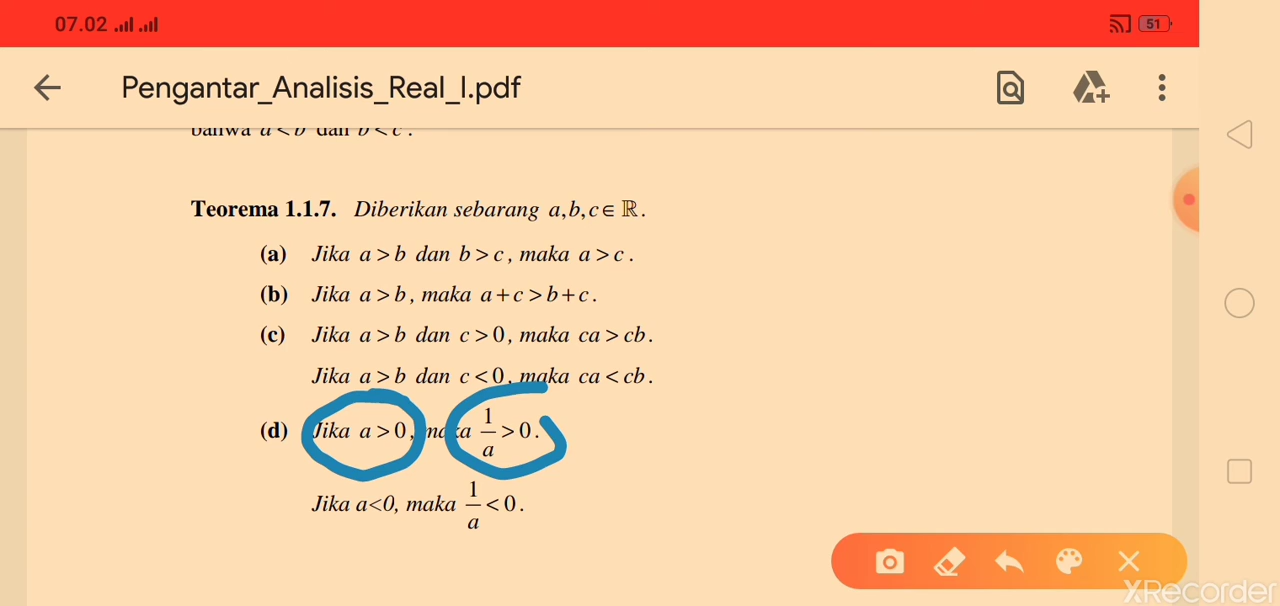 07.02
51
Pengantar_Analisis_Real_I.pdf
bahwa a < b dan b < c .
Teorema 1.1.7. Diberikan sebarang a, b, c ∈ ℝ .
(a) Jika a > b dan b > c , maka a > c .
(b) Jika a > b , maka a + c > b + c .
(c) Jika a > b dan c > 0 , maka ca > cb .
Jika a > b dan c < 0 , maka ca < cb .
(d) Jika a > 0 , maka 1/a > 0 .
Jika a<0, maka 1/a < 0 .
XRecorder